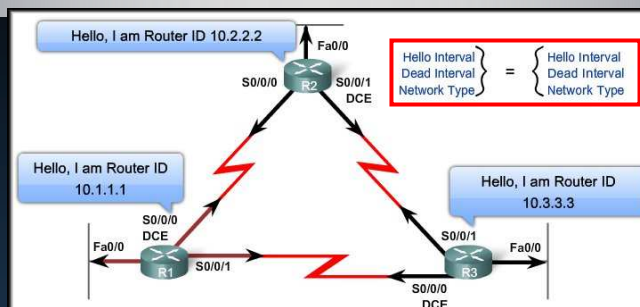 Hello, I am Router ID 10.2.2.2
Fa0/0
S0/0/0
R2
S0/0/1
DCE
Hello Interval
Dead Interval
Network Type
=
Hello Interval
Dead Interval
Network Type
Hello, I am Router ID
10.1.1.1
Hello, I am Router ID
10.3.3.3
S0/0/0
DCE
Fa0/0
R1
S0/0/1
S0/0/1
Fa0/0
R3
S0/0/0
DCE